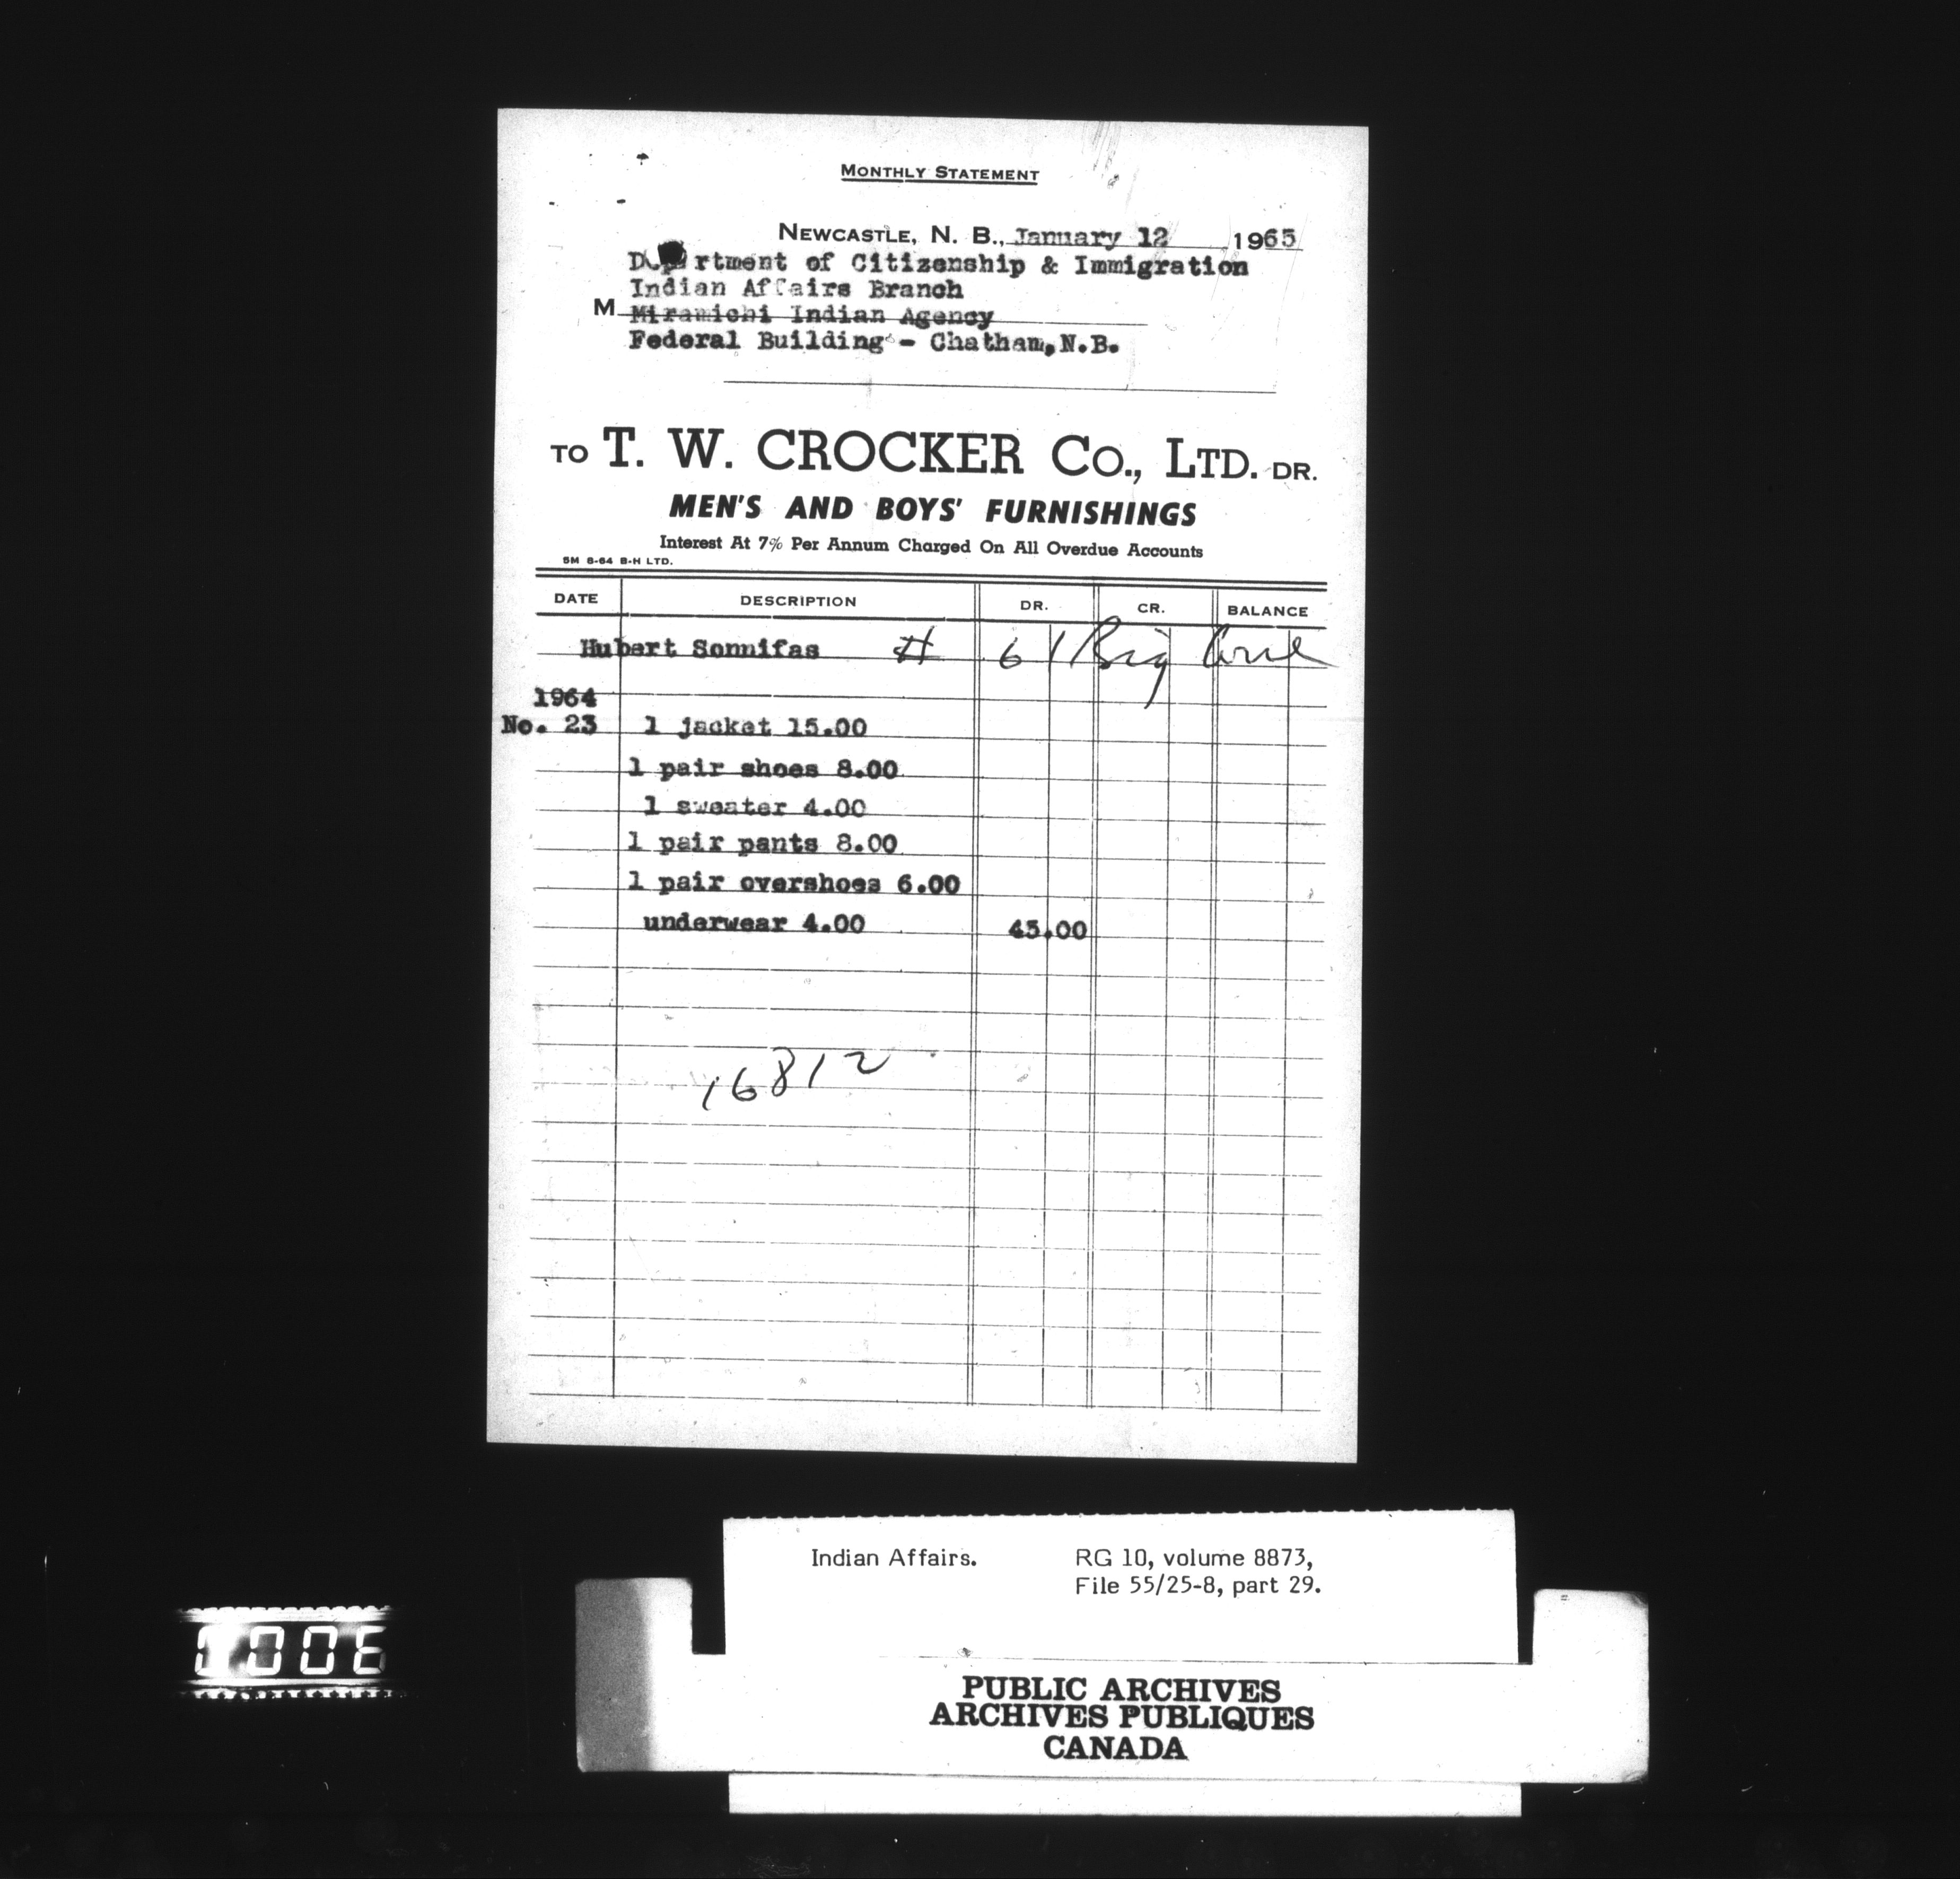 MONTHLY STATEMENT
NEWCASTLE, N. B., January 12 1965
Department of Citizenship & Immigration
Indian Affairs Branch
M Miramichi Indian Agency
Federal Building - Chatham, N.B.
TO T. W. CROCKER CO., LTD. DR.
MEN'S AND BOYS' FURNISHINGS
Interest At 7% Per Annum Charged On All Overdue Accounts
5M 8-64 B-H LTD.
DATE DESCRIPTION DR. CR. BALANCE
Hubert Sonnifas # 61 Big Cove
1964
No. 23 1 jacket 15.00
1 pair shoes 8.00
1 sweater 4.00
1 pair pants 8.00
1 pair overshoes 6.00
underwear 4.00 45.00
16812
Indian Affairs. RG 10, volume 8873,
File 55/25-8, part 29.
PUBLIC ARCHIVES
ARCHIVES PUBLIQUES
CANADA